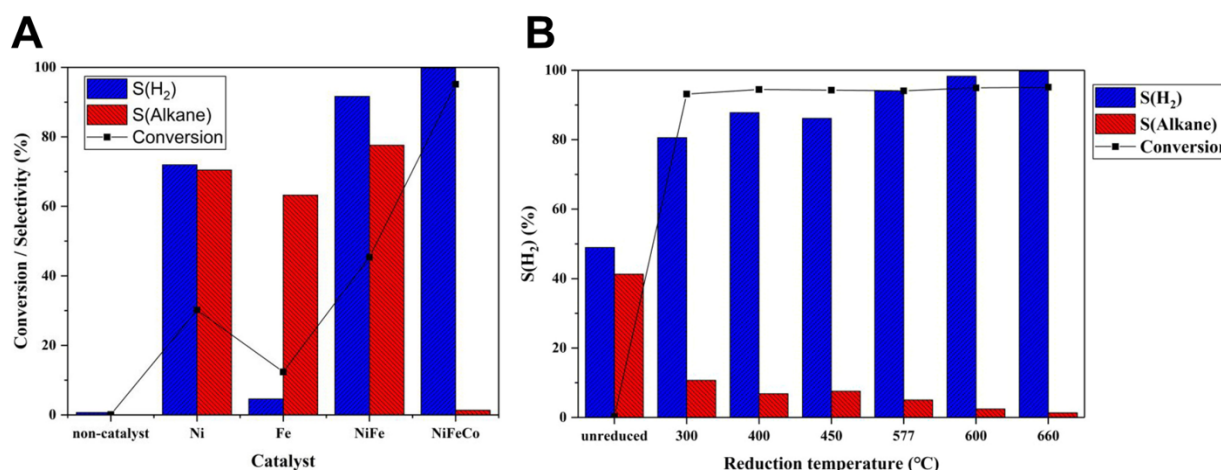 A
100
80
60
40
20
0
Conversion / Selectivity (%)
S(H₂)
S(Alkane)
Conversion
non-catalyst Ni Fe NiFe NiFeCo
Catalyst
B
100
80
60
40
20
0
S(H₂) (%)
unreduced 300 400 450 577 600 660
Reduction temperature (°C)
S(H₂)
S(Alkane)
Conversion